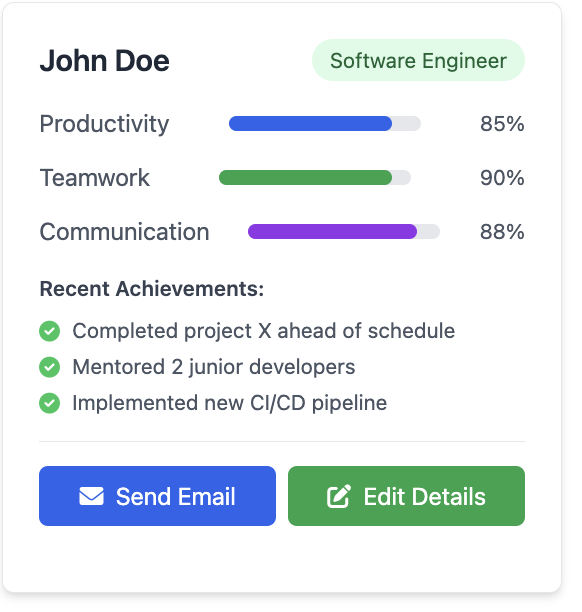 John Doe
Software Engineer
Productivity 85%
Teamwork 90%
Communication 88%
Recent Achievements:
Completed project X ahead of schedule
Mentored 2 junior developers
Implemented new CI/CD pipeline
Send Email
Edit Details